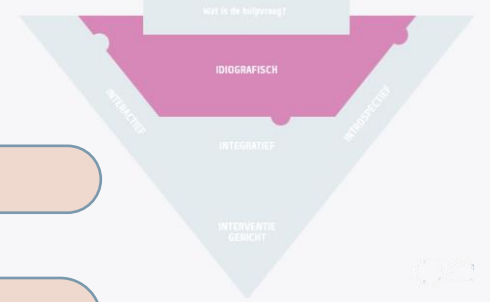 Wat is de hulpvraag?
IDIOGRAFISCH
INTERACTIEF
INTROSPECTIEF
INTEGRATIEF
INTERVENTIE
GERICHT